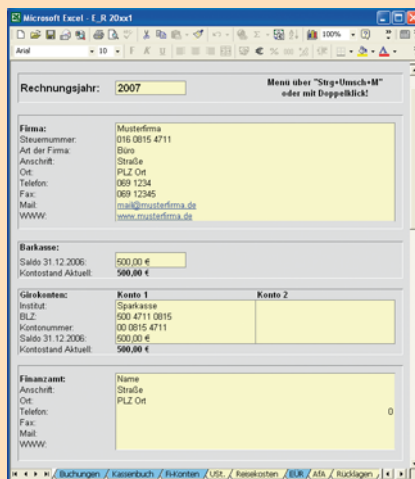 Microsoft Excel - E_R 20xx1
100%
Arial 10 F K U
Rechnungsjahr: 2007 Menü über "Strg+Umsch+M"
oder mit Doppelklick!
Firma: Musterfirma
Steuernummer: 016 0815 4711
Art der Firma: Büro
Anschrift: Straße
Ort: PLZ Ort
Telefon: 069 1234
Fax: 069 12345
Mail: mail@musterfirma.de
WWW: www.musterfirma.de
Barkasse:
Saldo 31.12.2006: 500,00 €
Kontostand Aktuell: 500,00 €
Girokonten: Konto 1 Konto 2
Institut: Sparkasse
BLZ: 500 4711 0815
Kontonummer: 00 0815 4711
Saldo 31.12.2006: 500,00 €
Kontostand Aktuell: 500,00 €
Finanzamt: Name
Anschrift: Straße
Ort: PLZ Ort
Telefon: 0
Fax:
Mail:
WWW:
Buchungen / Kassenbuch / Fi-Konten / USt. / Reisekosten / EÜR / AfA / Rücklagen